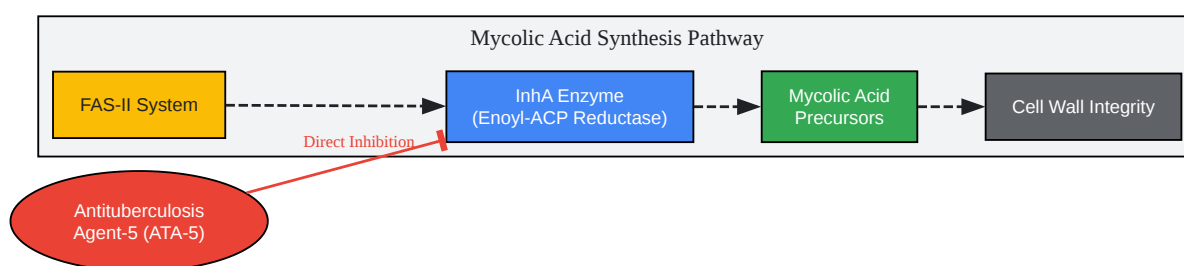 Mycolic Acid Synthesis Pathway
FAS-II System
InhA Enzyme
(Enoyl-ACP Reductase)
Mycolic Acid
Precursors
Cell Wall Integrity
Direct Inhibition
Antituberculosis
Agent-5 (ATA-5)